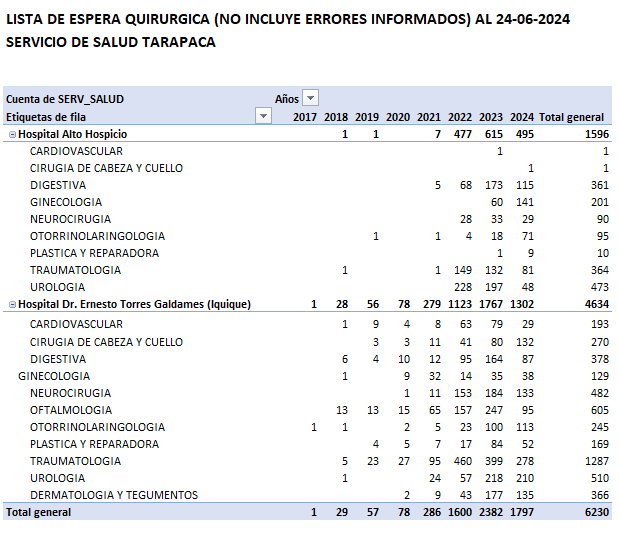 LISTA DE ESPERA QUIRURGICA (NO INCLUYE ERRORES INFORMADOS) AL 24-06-2024
SERVICIO DE SALUD TARAPACA
Cuenta de SERV_SALUD Años
Etiquetas de fila 2017 2018 2019 2020 2021 2022 2023 2024 Total general
Hospital Alto Hospicio 1 1 7 477 615 495 1596
CARDIOVASCULAR 1 1
CIRUGIA DE CABEZA Y CUELLO 1 1
DIGESTIVA 5 68 173 115 361
GINECOLOGIA 60 141 201
NEUROCIRUGIA 28 33 29 90
OTORRINOLARINGOLOGIA 1 1 4 18 71 95
PLASTICA Y REPARADORA 1 9 10
TRAUMATOLOGIA 1 1 149 132 81 364
UROLOGIA 228 197 48 473
Hospital Dr. Ernesto Torres Galdames (Iquique) 1 28 56 78 279 1123 1767 1302 4634
CARDIOVASCULAR 1 9 4 8 63 79 29 193
CIRUGIA DE CABEZA Y CUELLO 3 3 11 41 80 132 270
DIGESTIVA 6 4 10 12 95 164 87 378
GINECOLOGIA 1 9 32 14 35 38 129
NEUROCIRUGIA 1 11 153 184 133 482
OFTALMOLOGIA 13 13 15 65 157 247 95 605
OTORRINOLARINGOLOGIA 1 1 2 5 23 100 113 245
PLASTICA Y REPARADORA 4 5 7 17 84 52 169
TRAUMATOLOGIA 5 23 27 95 460 399 278 1287
UROLOGIA 1 24 57 218 210 510
DERMATOLOGIA Y TEGUMENTOS 2 9 43 177 135 366
Total general 1 29 57 78 286 1600 2382 1797 6230